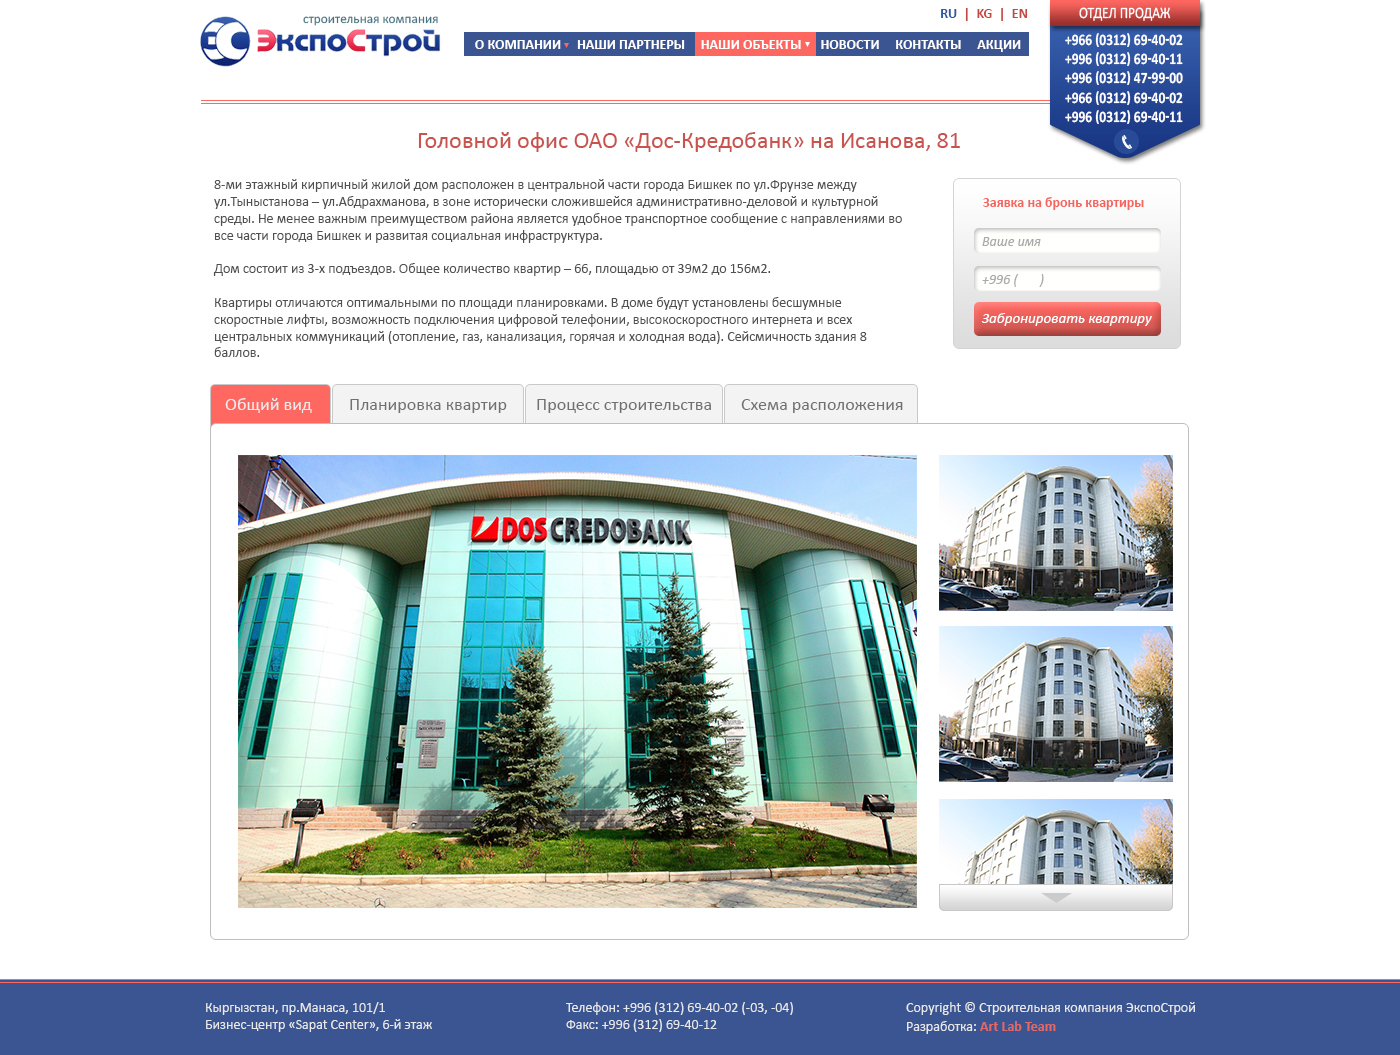 строительная компания
ЭкспоСтрой
RU | KG | EN
О КОМПАНИИ НАШИ ПАРТНЕРЫ НАШИ ОБЪЕКТЫ НОВОСТИ КОНТАКТЫ АКЦИИ
ОТДЕЛ ПРОДАЖ
+966 (0312) 69-40-02
+996 (0312) 69-40-11
+996 (0312) 47-99-00
+966 (0312) 69-40-02
+996 (0312) 69-40-11
Головной офис ОАО «Дос-Кредобанк» на Исанова, 81
8-ми этажный кирпичный жилой дом расположен в центральной части города Бишкек по ул.Фрунзе между
ул.Тыныстанова – ул.Абдрахманова, в зоне исторически сложившейся административно-деловой и культурной
среды. Не менее важным преимуществом района является удобное транспортное сообщение с направлениями во
все части города Бишкек и развитая социальная инфраструктура.
Дом состоит из 3-х подъездов. Общее количество квартир – 66, площадью от 39м2 до 156м2.
Квартиры отличаются оптимальными по площади планировками. В доме будут установлены бесшумные
скоростные лифты, возможность подключения цифровой телефонии, высокоскоростного интернета и всех
центральных коммуникаций (отопление, газ, канализация, горячая и холодная вода). Сейсмичность здания 8
баллов.
Заявка на бронь квартиры
Ваше имя
+996 ( )
Забронировать квартиру
Общий вид
Планировка квартир
Процесс строительства
Схема расположения
DOS CREDOBANK
Кыргызстан, пр.Манаса, 101/1
Бизнес-центр «Sapat Center», 6-й этаж
Телефон: +996 (312) 69-40-02 (-03, -04)
Факс: +996 (312) 69-40-12
Copyright © Строительная компания ЭкспоСтрой
Разработка: Art Lab Team